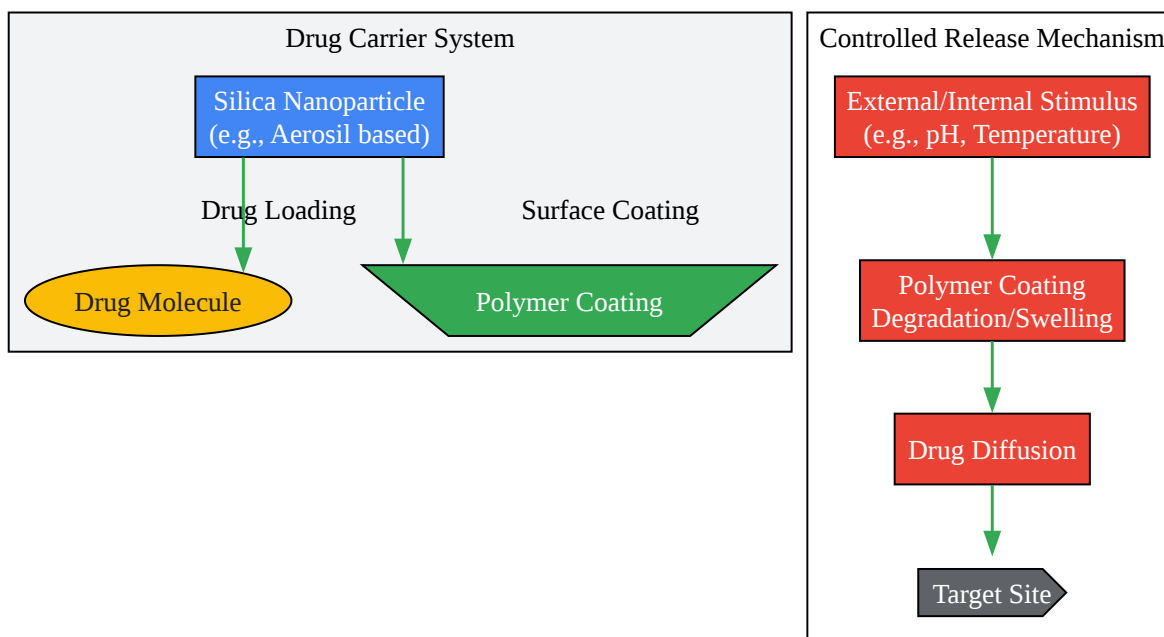 Drug Carrier System
Silica Nanoparticle
(e.g., Aerosil based)
Drug Loading
Surface Coating
Drug Molecule
Polymer Coating
Controlled Release Mechanism
External/Internal Stimulus
(e.g., pH, Temperature)
Polymer Coating
Degradation/Swelling
Drug Diffusion
Target Site